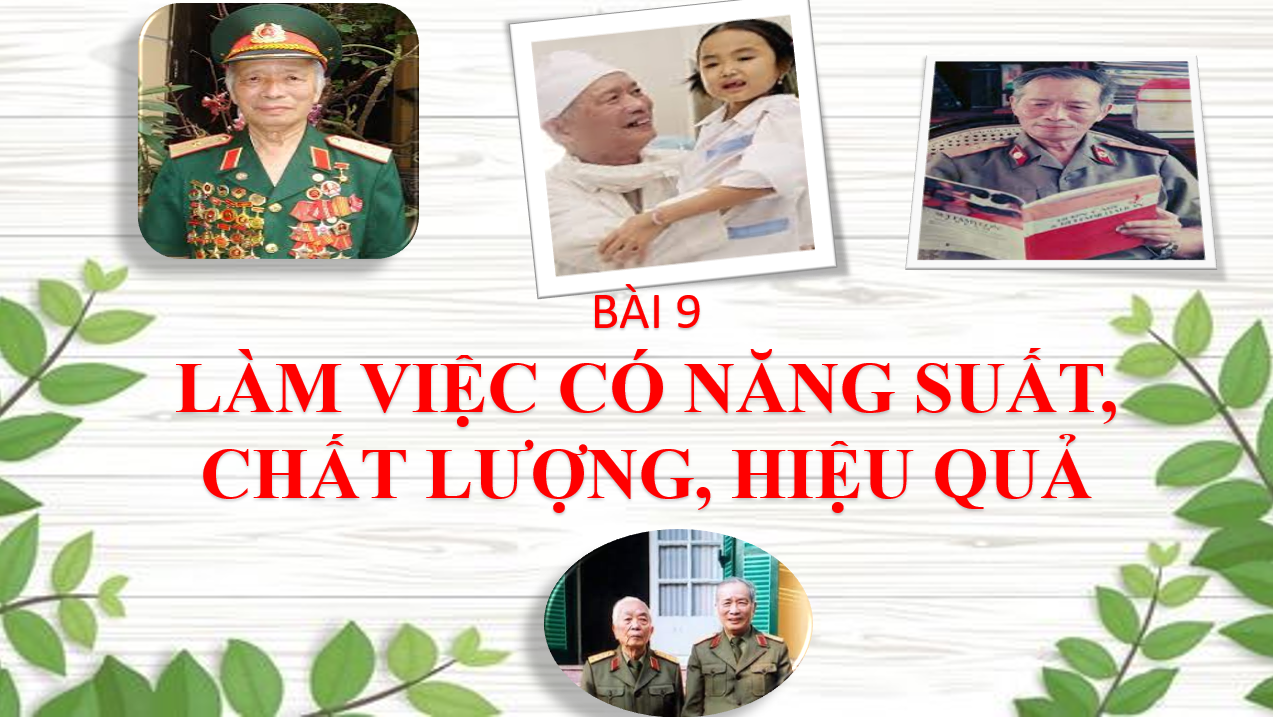 BÀI 9
LÀM VIỆC CÓ NĂNG SUẤT,
CHẤT LƯỢNG, HIỆU QUẢ